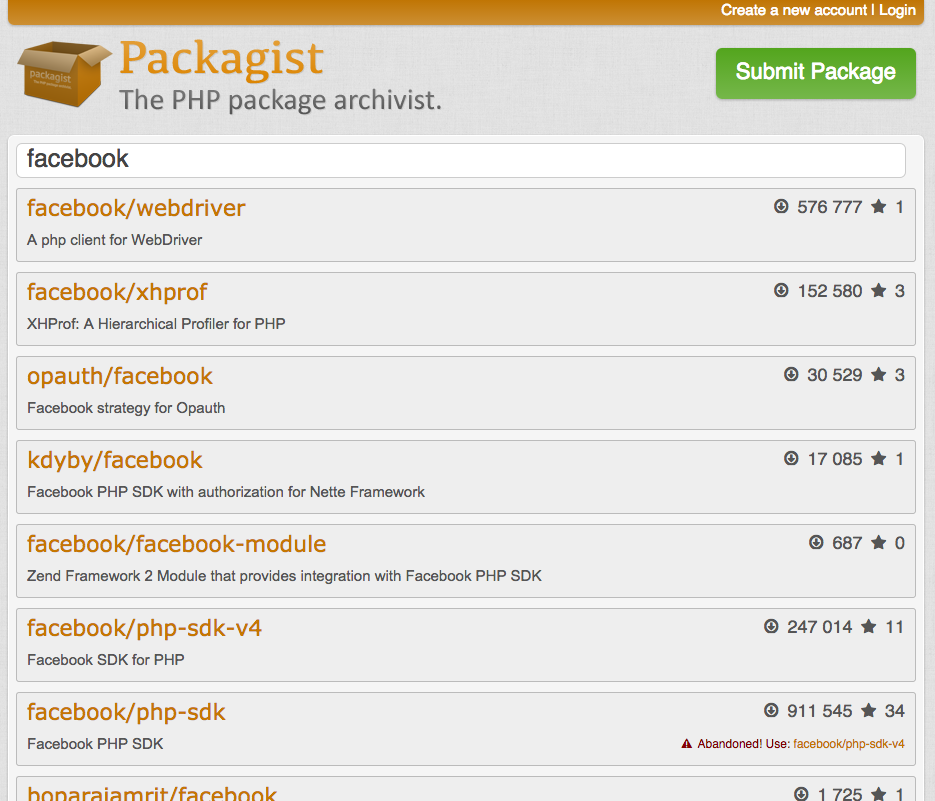 Create a new account | Login
packagist
The PHP package archivist.
Packagist
The PHP package archivist.
Submit Package
facebook
facebook/webdriver 576 777 1
A php client for WebDriver
facebook/xhprof 152 580 3
XHProf: A Hierarchical Profiler for PHP
opauth/facebook 30 529 3
Facebook strategy for Opauth
kdyby/facebook 17 085 1
Facebook PHP SDK with authorization for Nette Framework
facebook/facebook-module 687 0
Zend Framework 2 Module that provides integration with Facebook PHP SDK
facebook/php-sdk-v4 247 014 11
Facebook SDK for PHP
facebook/php-sdk 911 545 34
Facebook PHP SDK Abandoned! Use: facebook/php-sdk-v4
boparaiamrit/facebook 1 725 1